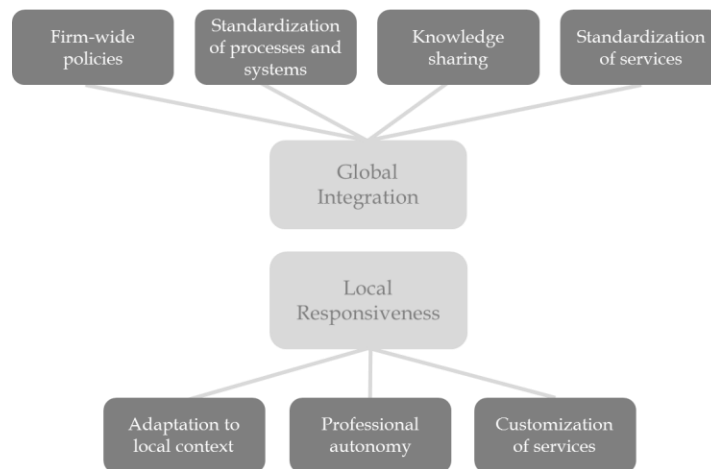 Firm-wide
policies
Standardization
of processes and
systems
Knowledge
sharing
Standardization
of services
Global
Integration
Local
Responsiveness
Adaptation to
local context
Professional
autonomy
Customization
of services